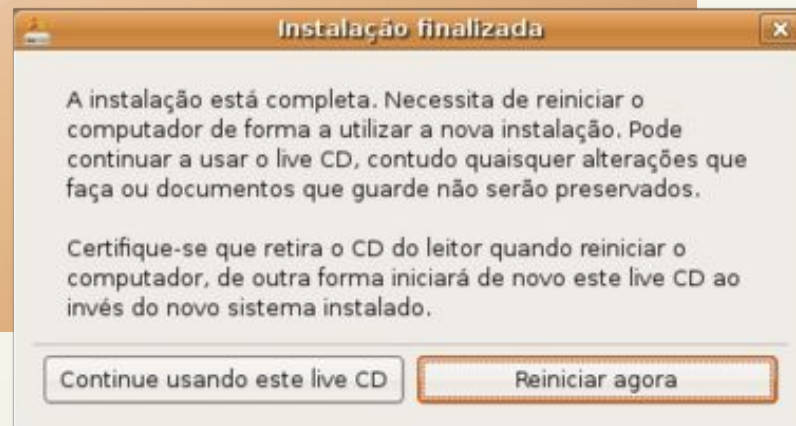 Instalação finalizada
A instalação está completa. Necessita de reiniciar o
computador de forma a utilizar a nova instalação. Pode
continuar a usar o live CD, contudo quaisquer alterações que
faça ou documentos que guarde não serão preservados.
Certifique-se que retira o CD do leitor quando reiniciar o
computador, de outra forma iniciará de novo este live CD ao
invés do novo sistema instalado.
Continue usando este live CD
Reiniciar agora